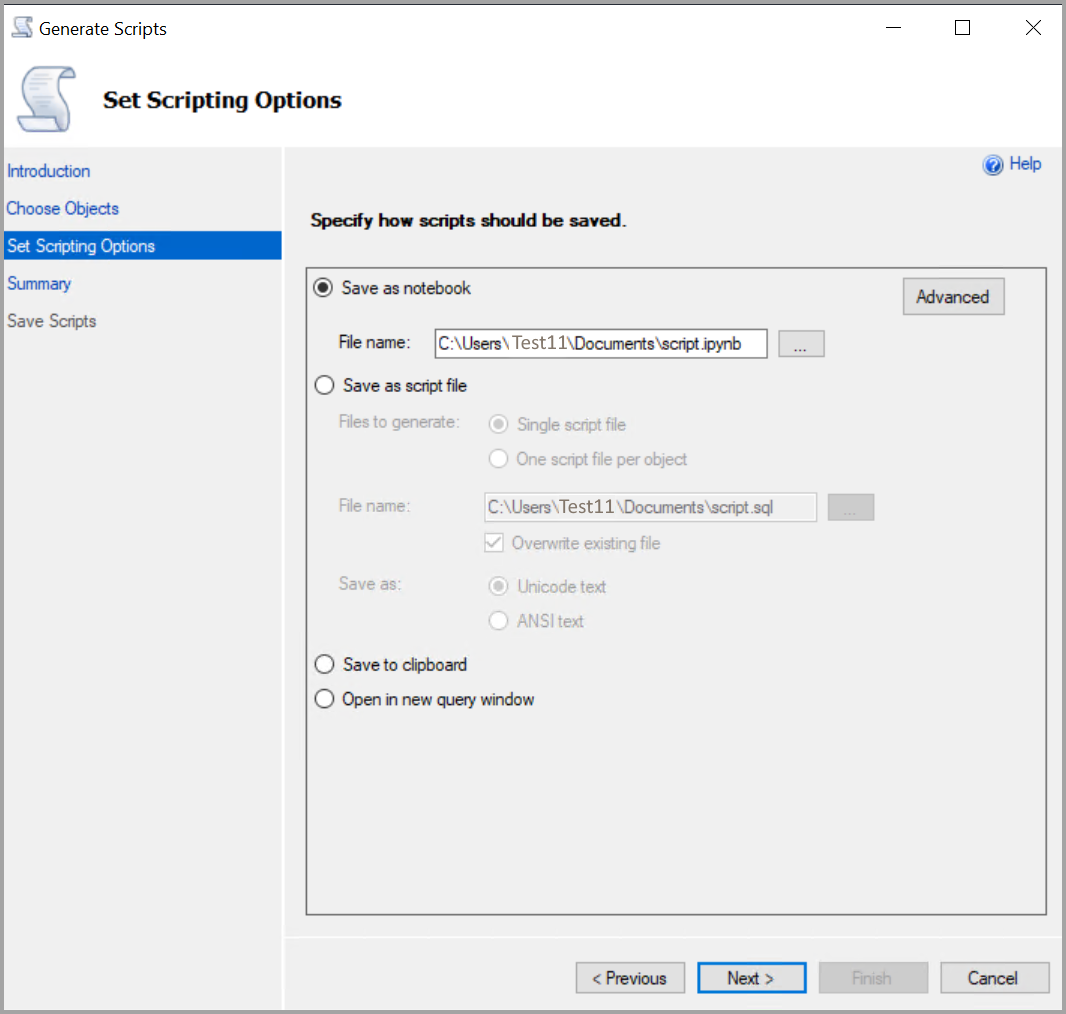 Generate Scripts
Set Scripting Options
Introduction
Choose Objects
Set Scripting Options
Summary
Save Scripts
Help
Specify how scripts should be saved.
Save as notebook
Advanced
File name: C:\Users\Test11\Documents\script.ipynb ...
Save as script file
Files to generate: Single script file
One script file per object
File name: C:\Users\Test11\Documents\script.sql ...
Overwrite existing file
Save as: Unicode text
ANSI text
Save to clipboard
Open in new query window
< Previous Next > Finish Cancel